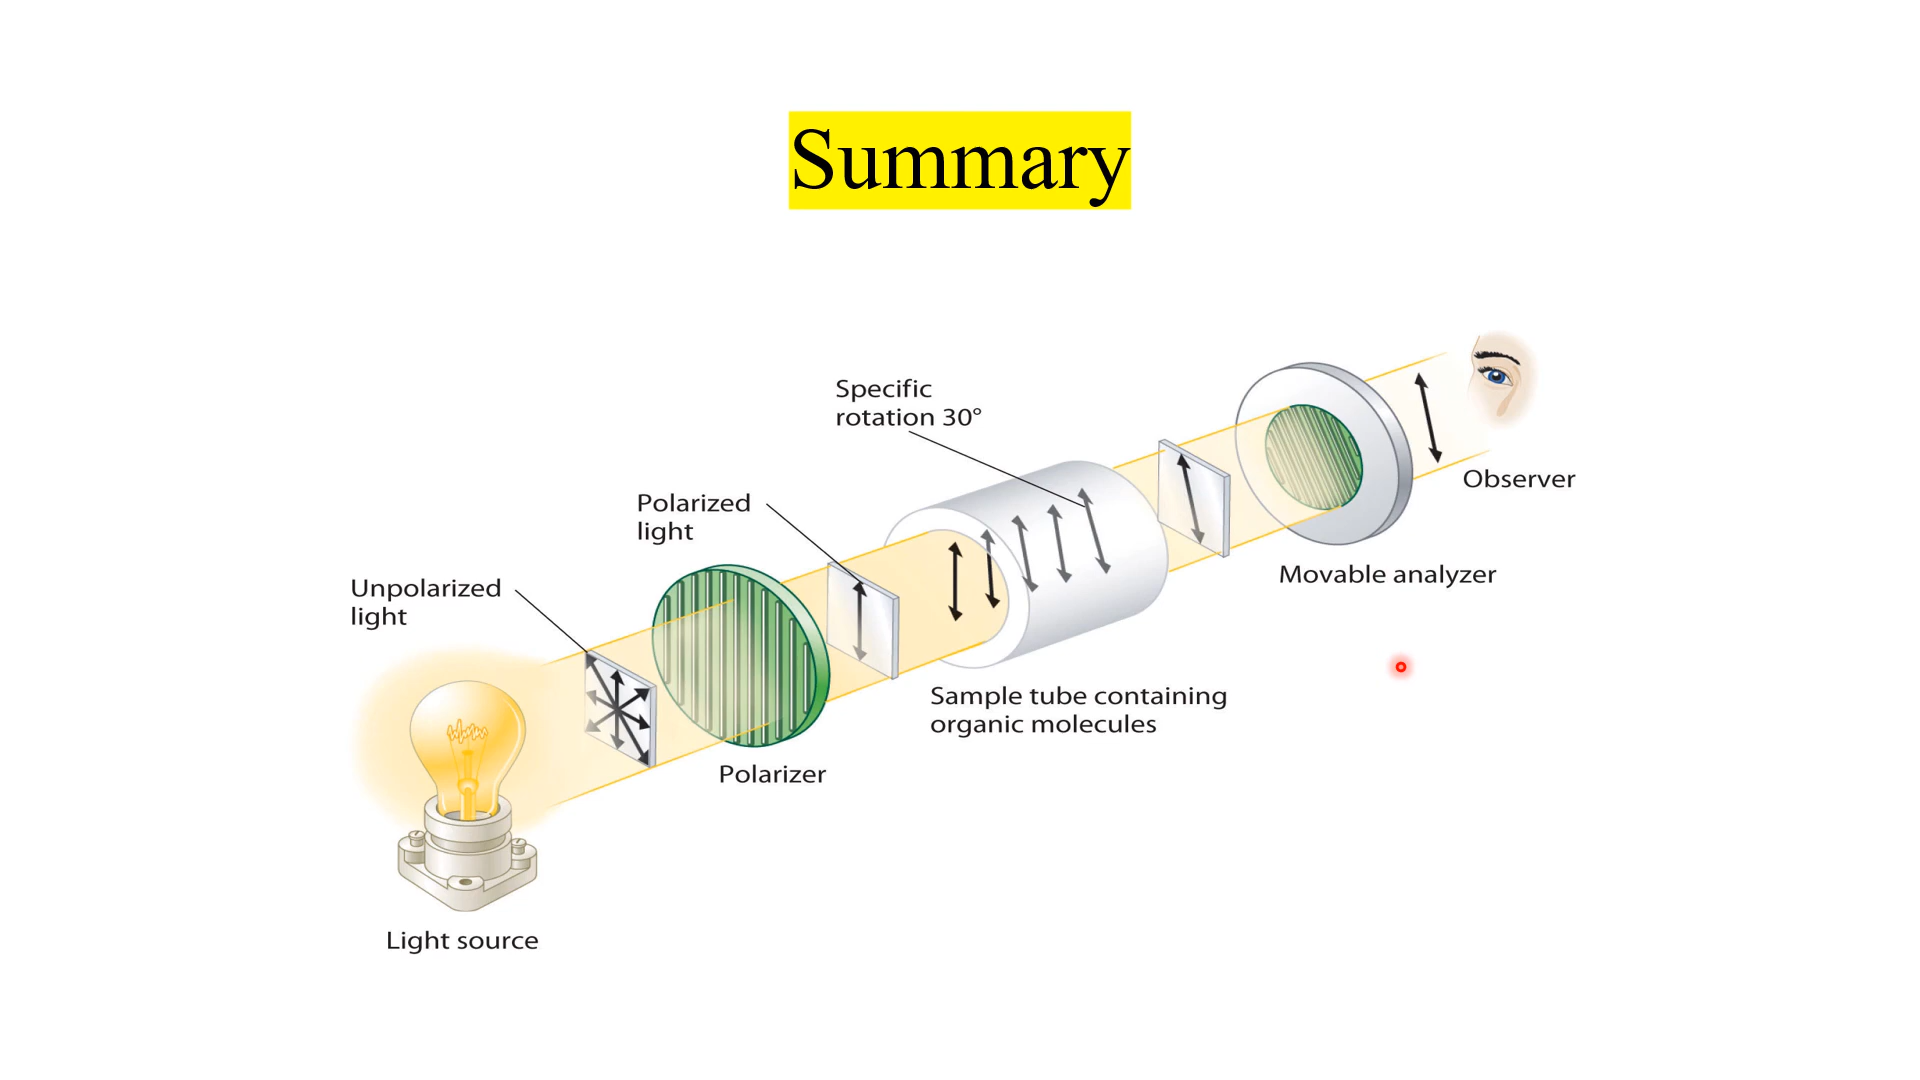 Summary
Specific
rotation 30°
Polarized
light
Unpolarized
light
Observer
Movable analyzer
Sample tube containing
organic molecules
Polarizer
Light source